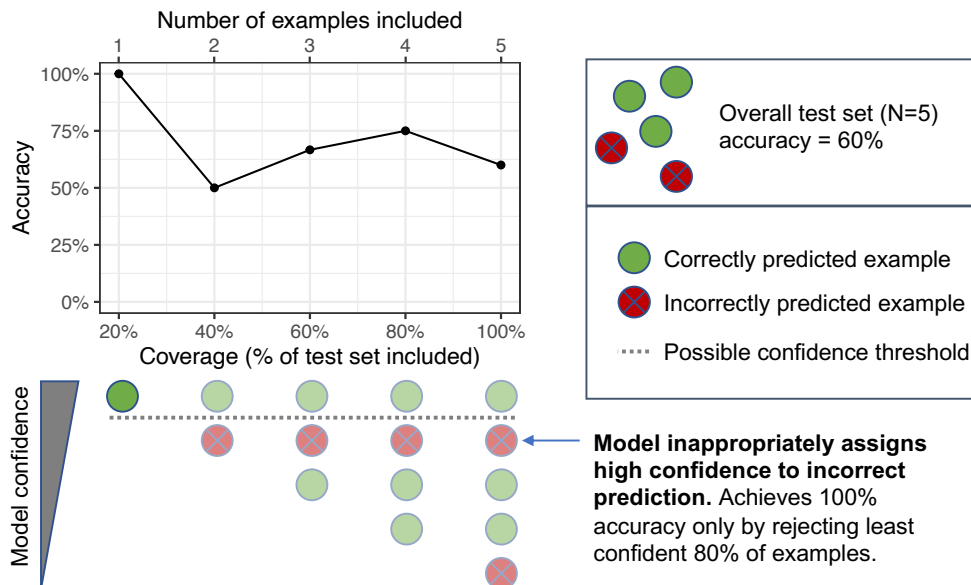 Number of examples included
1 2 3 4 5
100%
75%
50%
25%
0%
Accuracy
20% 40% 60% 80% 100%
Coverage (% of test set included)
Model confidence
Overall test set (N=5)
accuracy = 60%
Correctly predicted example
Incorrectly predicted example
Possible confidence threshold
Model inappropriately assigns
high confidence to incorrect
prediction. Achieves 100%
accuracy only by rejecting least
confident 80% of examples.